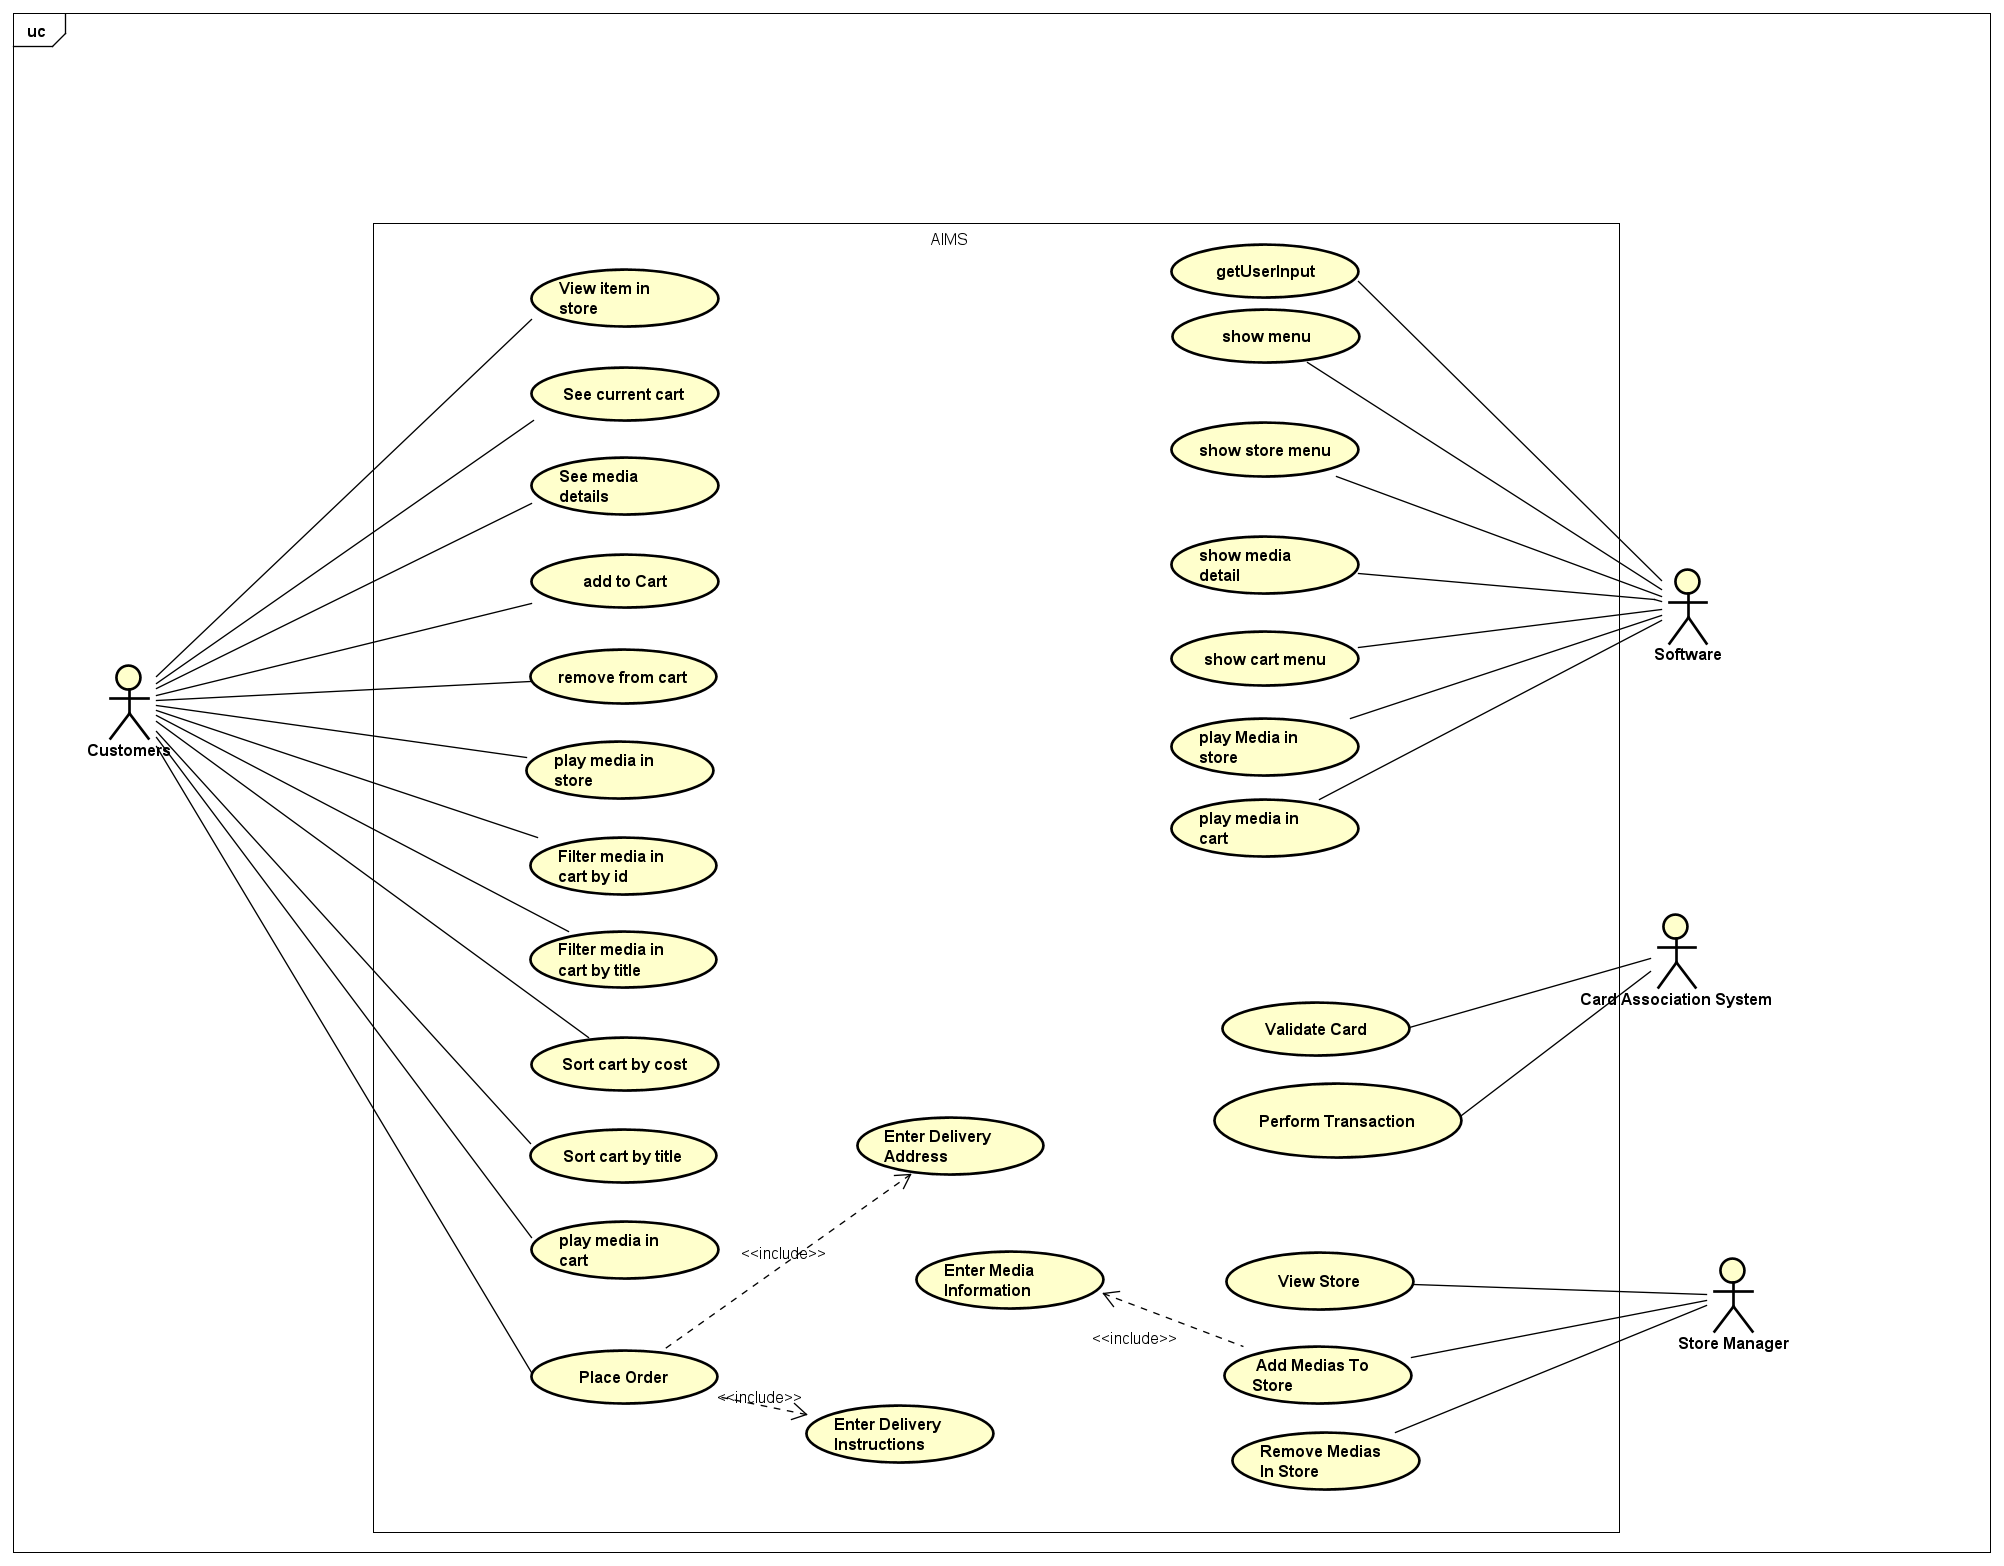 uc
AIMS
View item in
store
See current cart
See media
details
add to Cart
remove from cart
play media in
store
Filter media in
cart by id
Filter media in
cart by title
Sort cart by cost
Sort cart by title
play media in
cart
Place Order
Customers
Enter Delivery
Address
<<include>>
<<include>>
Enter Delivery
Instructions
Enter Media
Information
<<include>>
getUserInput
show menu
show store menu
show media
detail
show cart menu
play Media in
store
play media in
cart
Software
Validate Card
Perform Transaction
Card Association System
View Store
Add Medias To
Store
Remove Medias
In Store
Store Manager